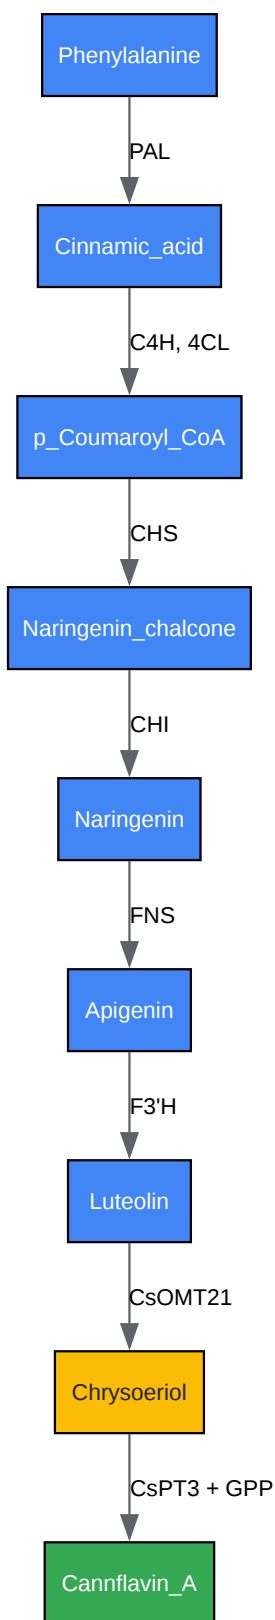 Phenylalanine
PAL
Cinnamic_acid
C4H, 4CL
p_Coumaroyl_CoA
CHS
Naringenin_chalcone
CHI
Naringenin
FNS
Apigenin
F3'H
Luteolin
CsOMT21
Chrysoeriol
CsPT3 + GPP
Cannflavin_A